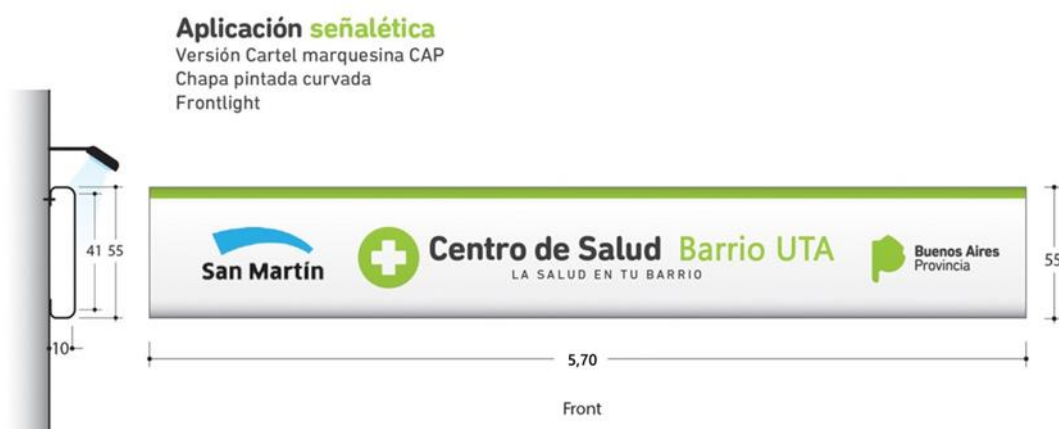 Aplicación señalética
Versión Cartel marquesina CAP
Chapa pintada curvada
Frontlight
41 55
10
San Martín
Centro de Salud Barrio UTA
LA SALUD EN TU BARRIO
Buenos Aires
Provincia
55
5,70
Front